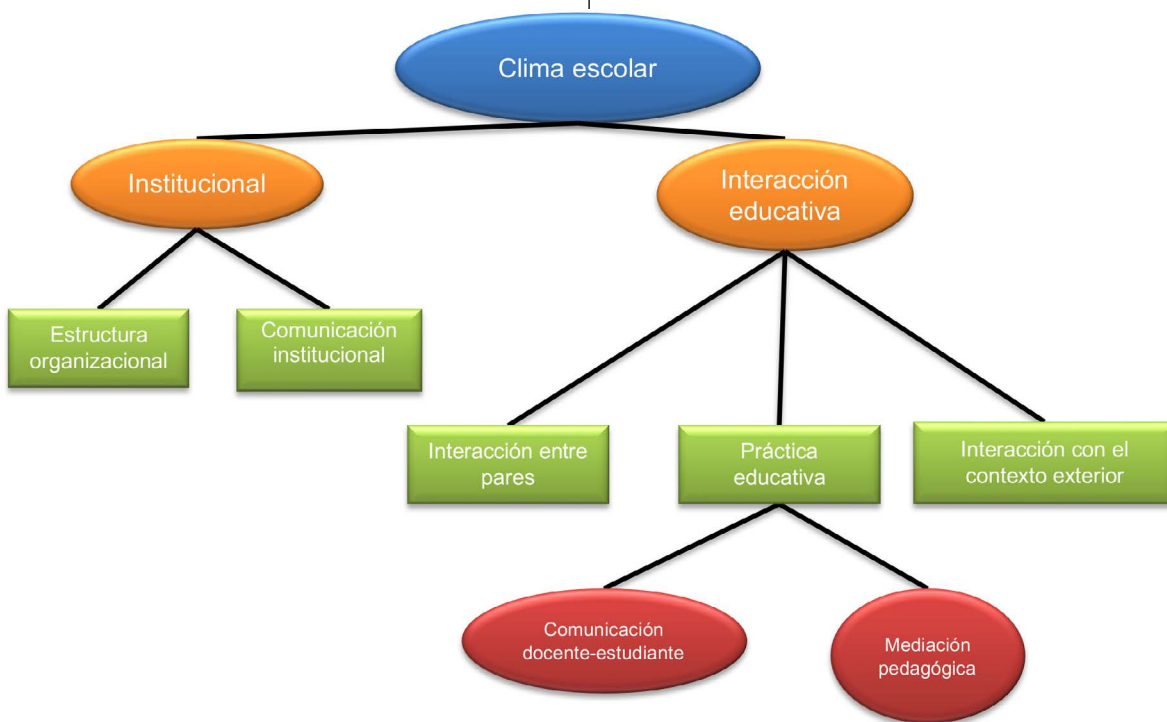 Clima escolar
Institucional
Interacción
educativa
Estructura
organizacional
Comunicación
institucional
Interacción entre
pares
Práctica
educativa
Interacción con el
contexto exterior
Comunicación
docente-estudiante
Mediación
pedagógica